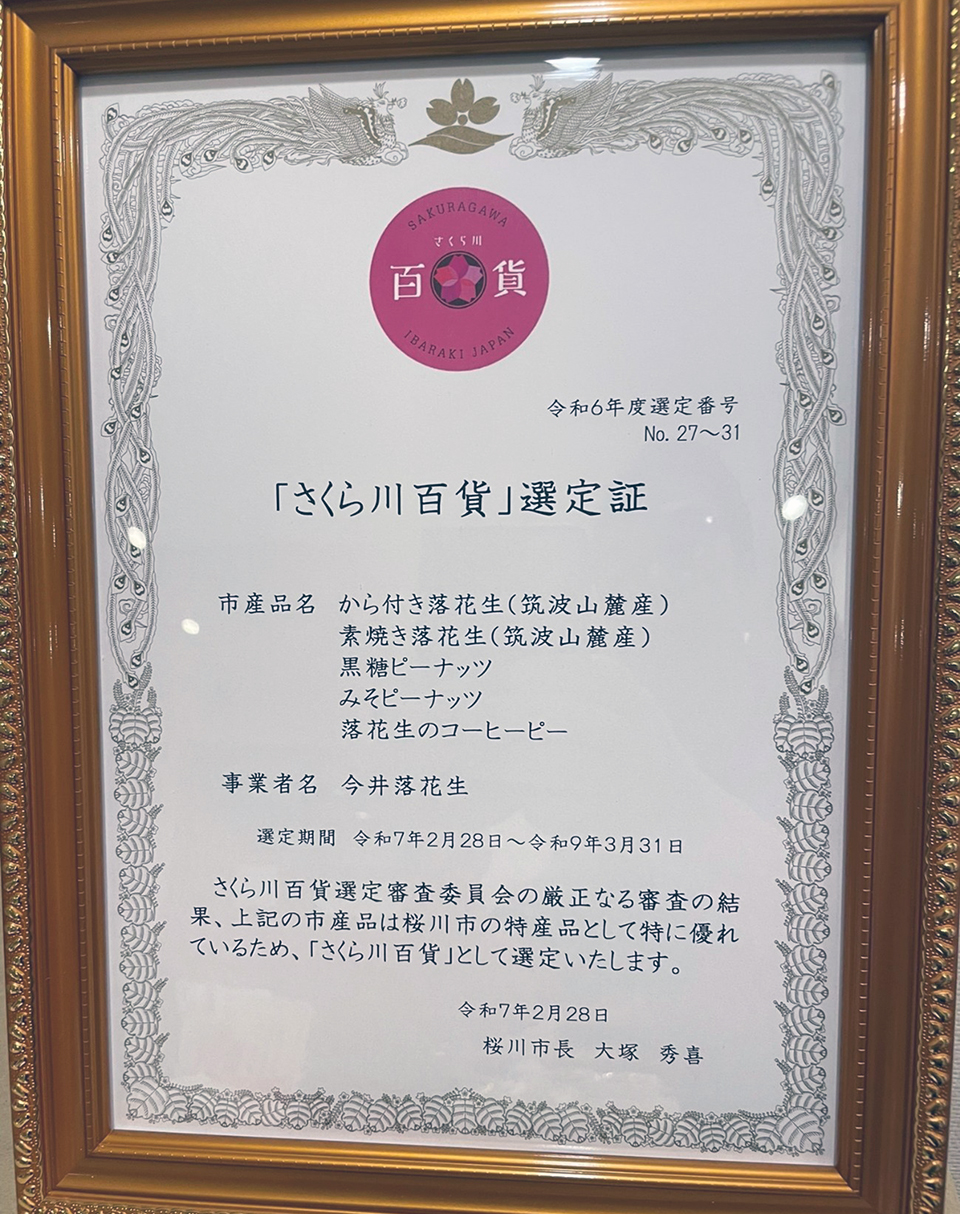 SAKURAGAWA
さくら川
百貨
IBARAKI JAPAN
令和6年度選定番号
No. 27～31
「さくら川百貨」選定証
市産品名 から付き落花生(筑波山麓産)
素焼き落花生(筑波山麓産)
黒糖ピーナッツ
みそピーナッツ
落花生のコーヒーピー
事業者名 今井落花生
選定期間 令和7年2月28日～令和9年3月31日
さくら川百貨選定審査委員会の厳正なる審査の結
果、上記の市産品は桜川市の特産品として特に優れ
ているため、「さくら川百貨」として選定いたします。
令和7年2月28日
桜川市長 大塚 秀喜